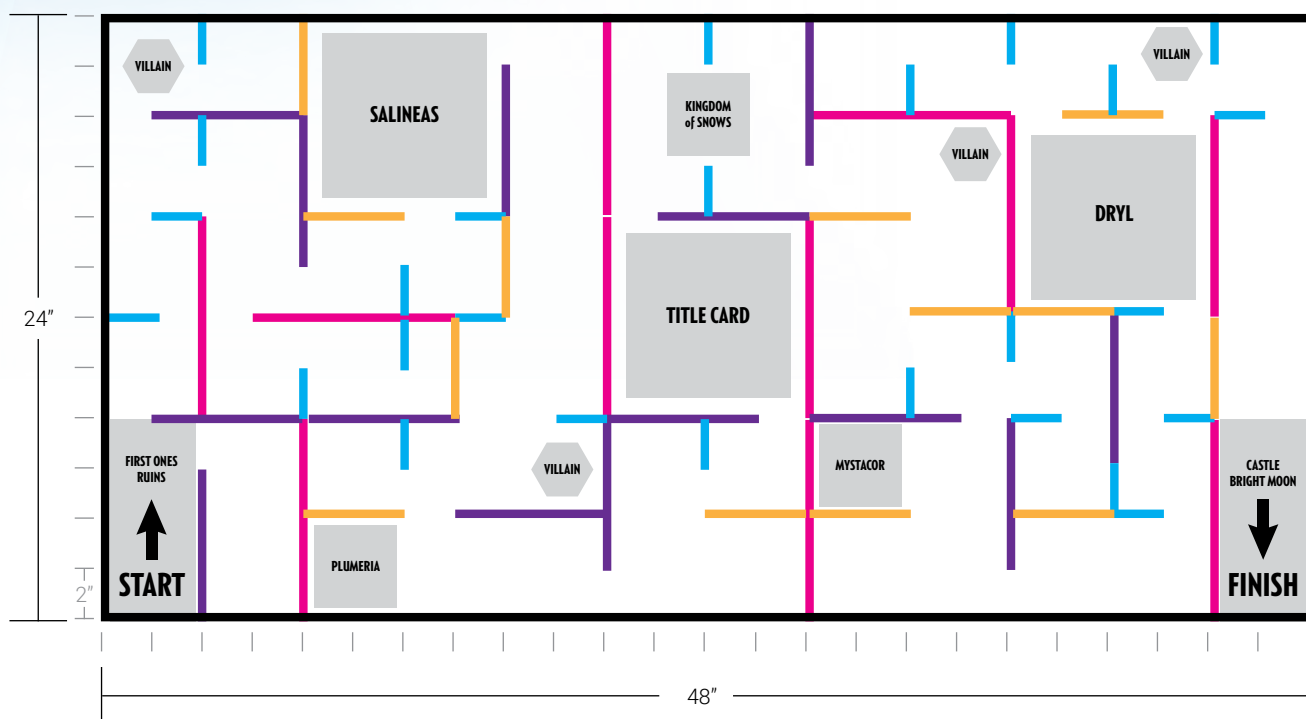 VILLAIN
SALINEAS
KINGDOM
of SNOWS
VILLAIN
VILLAIN
DRYL
24”
TITLE CARD
FIRST ONES
RUINS
START
PLUMERIA
VILLAIN
MYSTACOR
CASTLE
BRIGHT MOON
FINISH
2”
48”